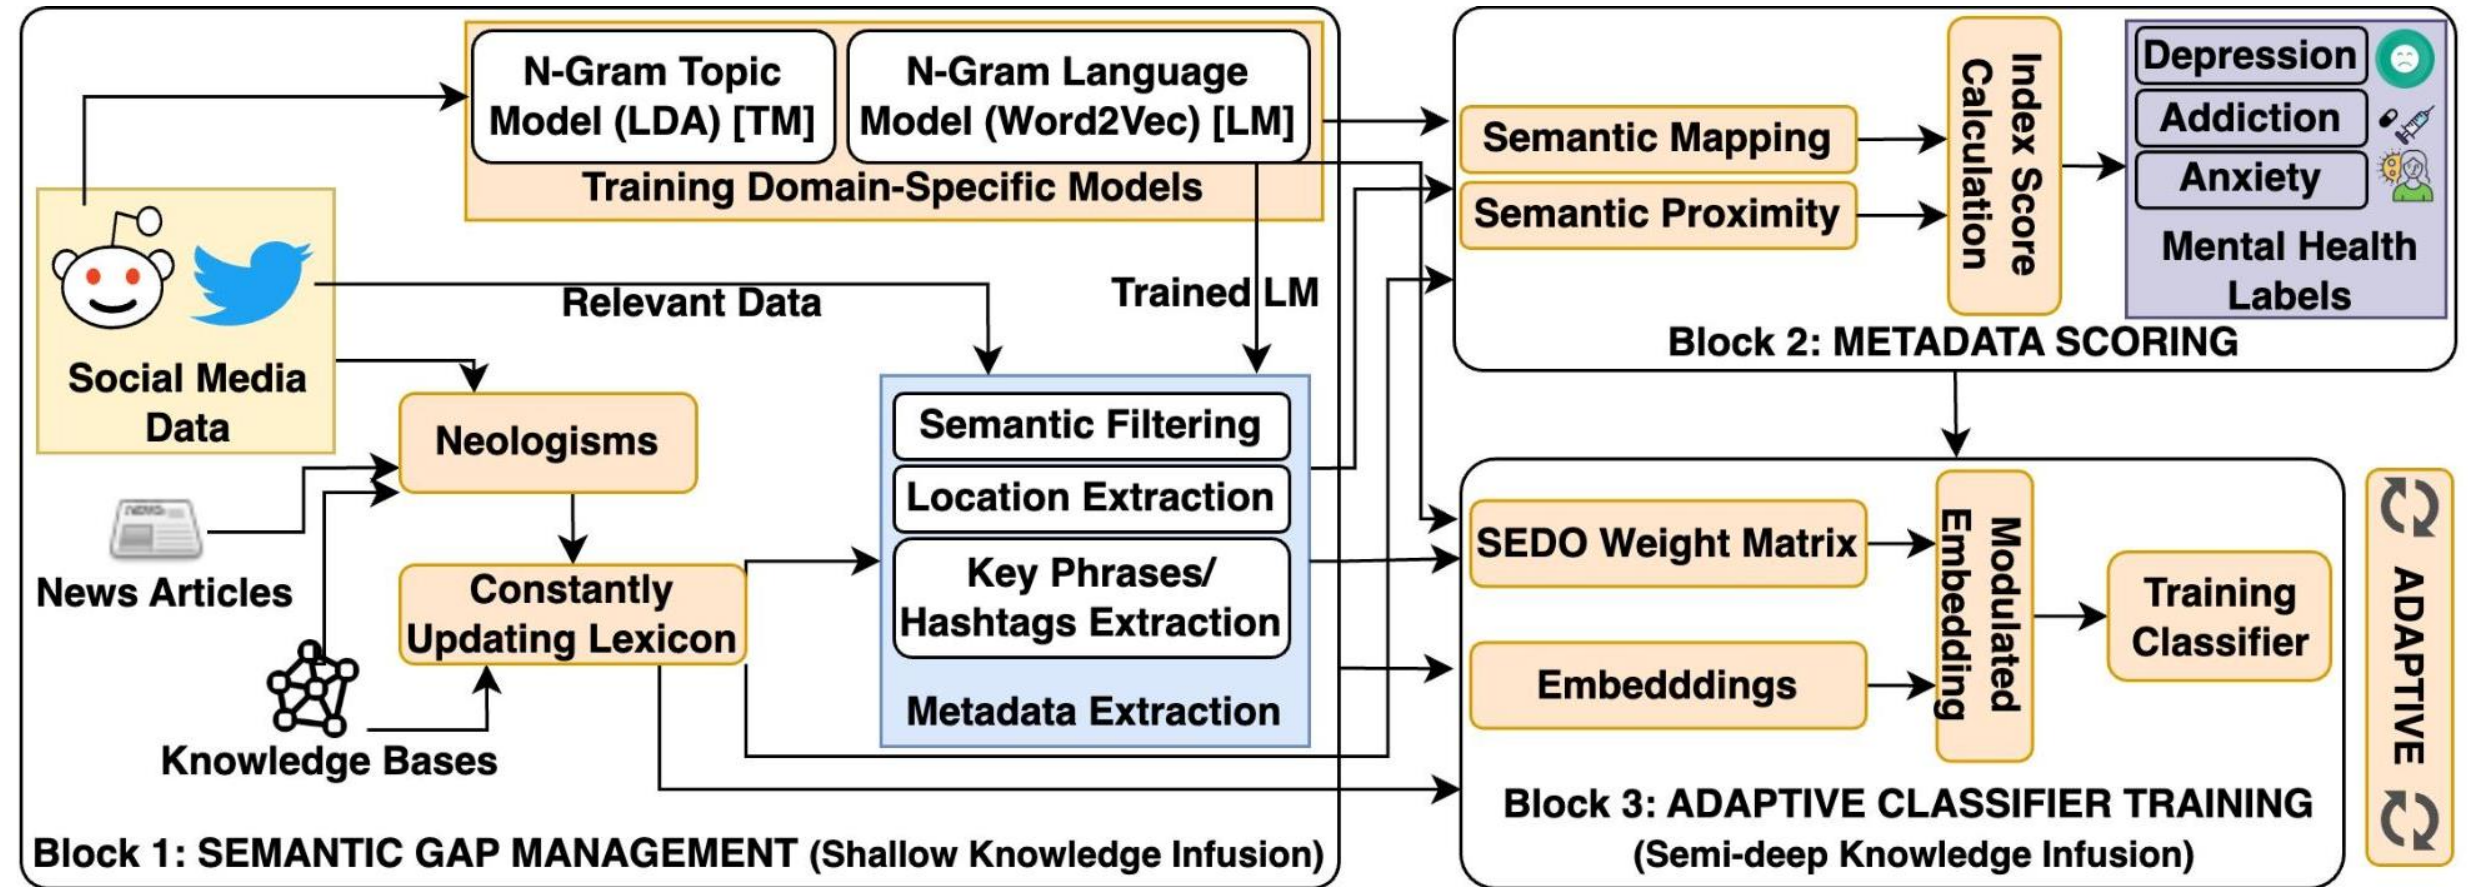 N-Gram Topic
Model (LDA) [TM]
N-Gram Language
Model (Word2Vec) [LM]
Training Domain-Specific Models
Social Media
Data
Relevant Data
Trained LM
Neologisms
News Articles
Constantly
Updating Lexicon
Knowledge Bases
Semantic Filtering
Location Extraction
Key Phrases/
Hashtags Extraction
Metadata Extraction
Block 1: SEMANTIC GAP MANAGEMENT (Shallow Knowledge Infusion)
Semantic Mapping
Semantic Proximity
Index Score
Calculation
Depression
Addiction
Anxiety
Mental Health
Labels
Block 2: METADATA SCORING
SEDO Weight Matrix
Embedddings
Modulated
Embedding
Training
Classifier
Block 3: ADAPTIVE CLASSIFIER TRAINING
(Semi-deep Knowledge Infusion)
ADAPTIVE